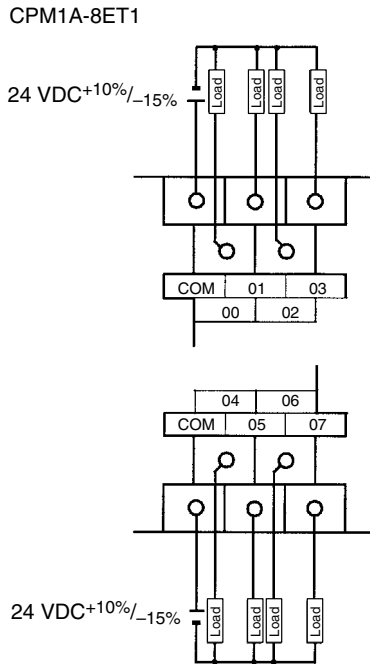 CPM1A-8ET1
24 VDC+10%/–15%
Load
Load
Load
Load
COM 01 03
00 02
04 06
COM 05 07
24 VDC+10%/–15%
Load
Load
Load
Load